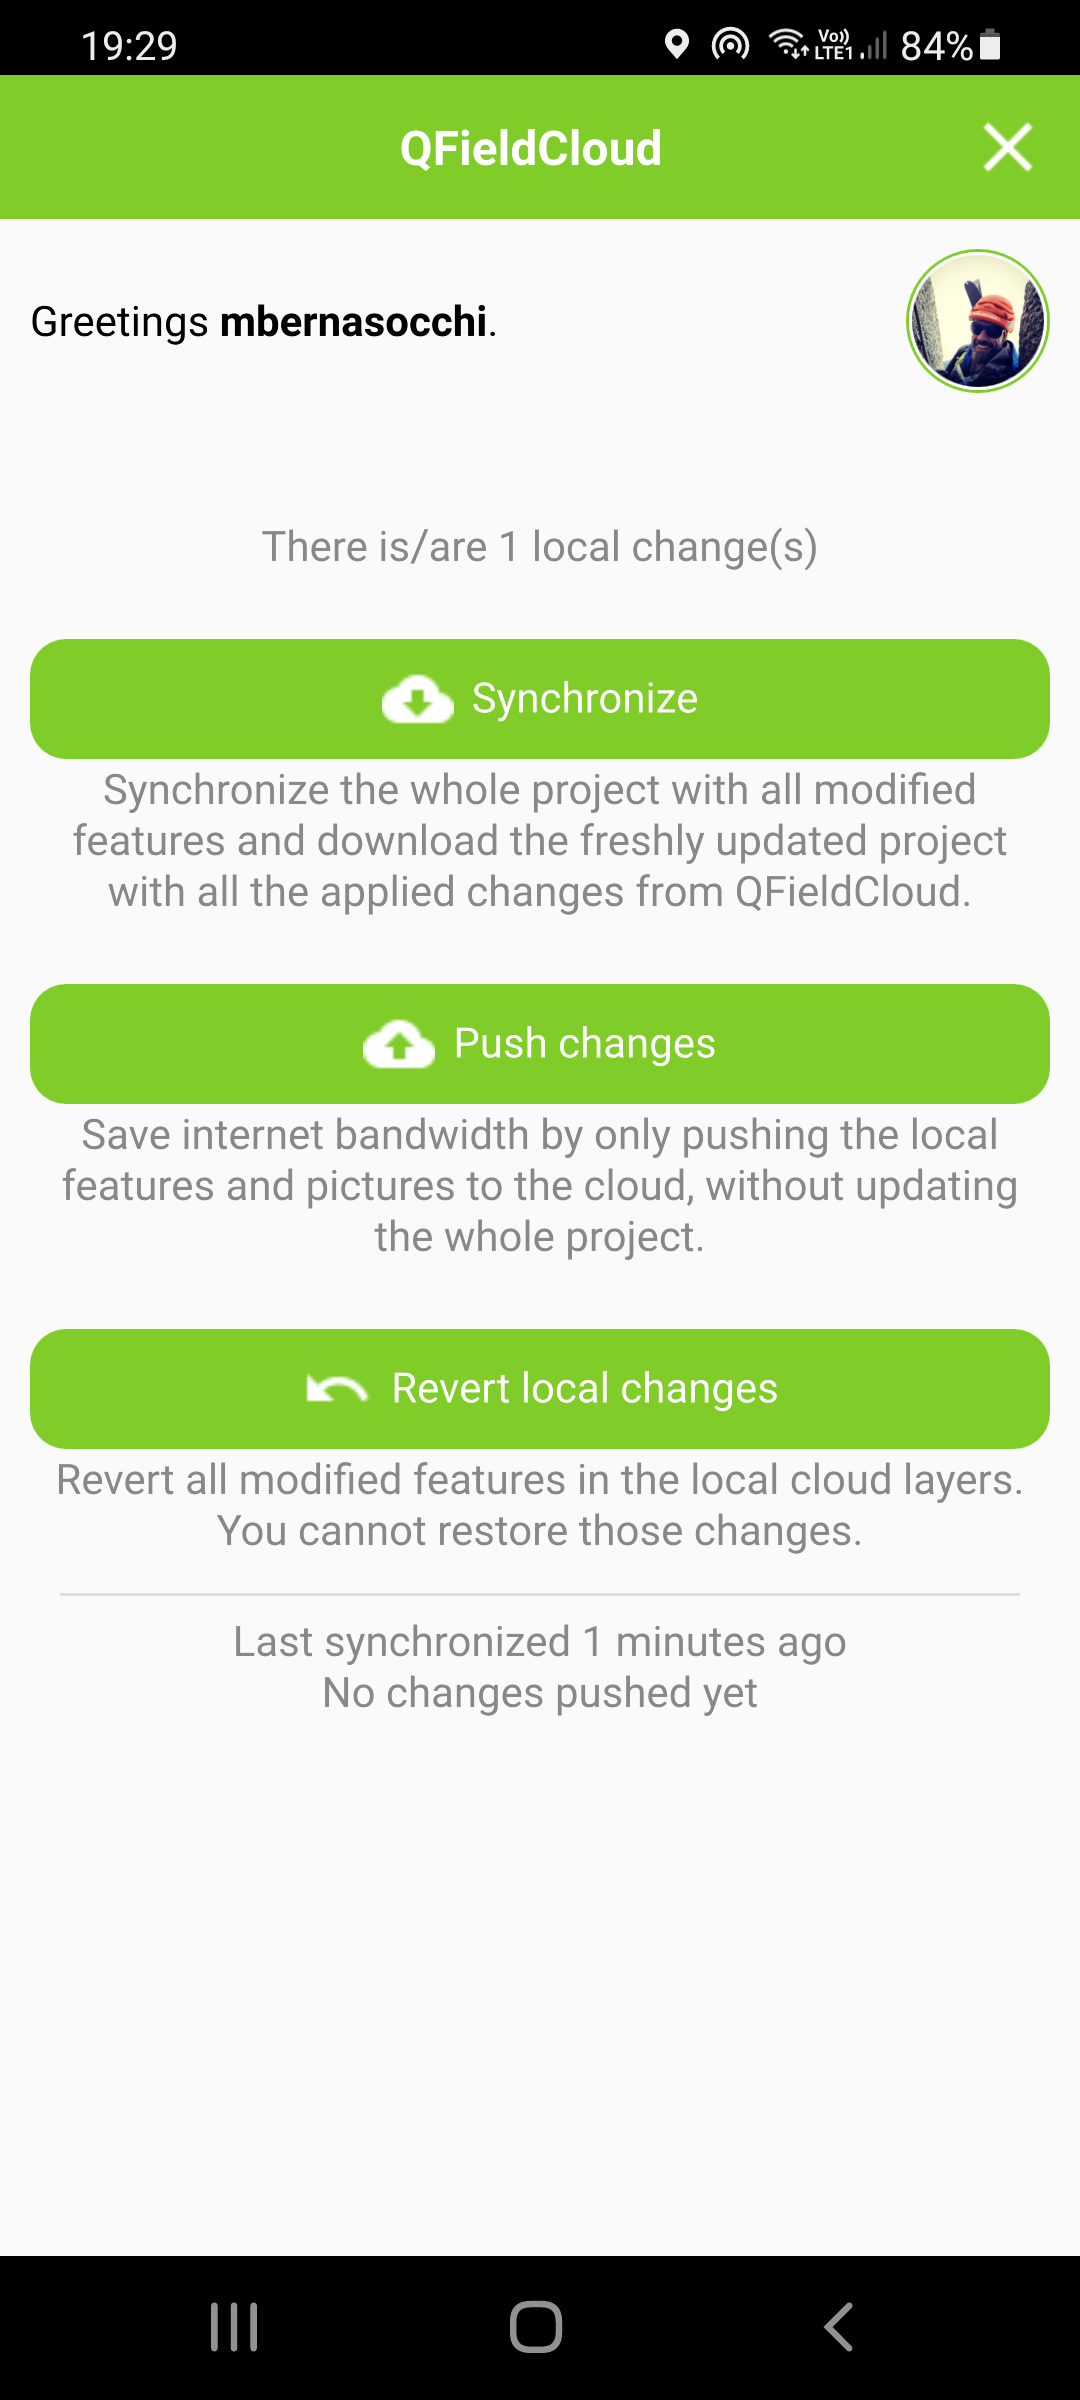 19:29
Vo)) LTE1 84%
QFieldCloud
Greetings mbernasocchi.
There is/are 1 local change(s)
Synchronize
Synchronize the whole project with all modified
features and download the freshly updated project
with all the applied changes from QFieldCloud.
Push changes
Save internet bandwidth by only pushing the local
features and pictures to the cloud, without updating
the whole project.
Revert local changes
Revert all modified features in the local cloud layers.
You cannot restore those changes.
Last synchronized 1 minutes ago
No changes pushed yet